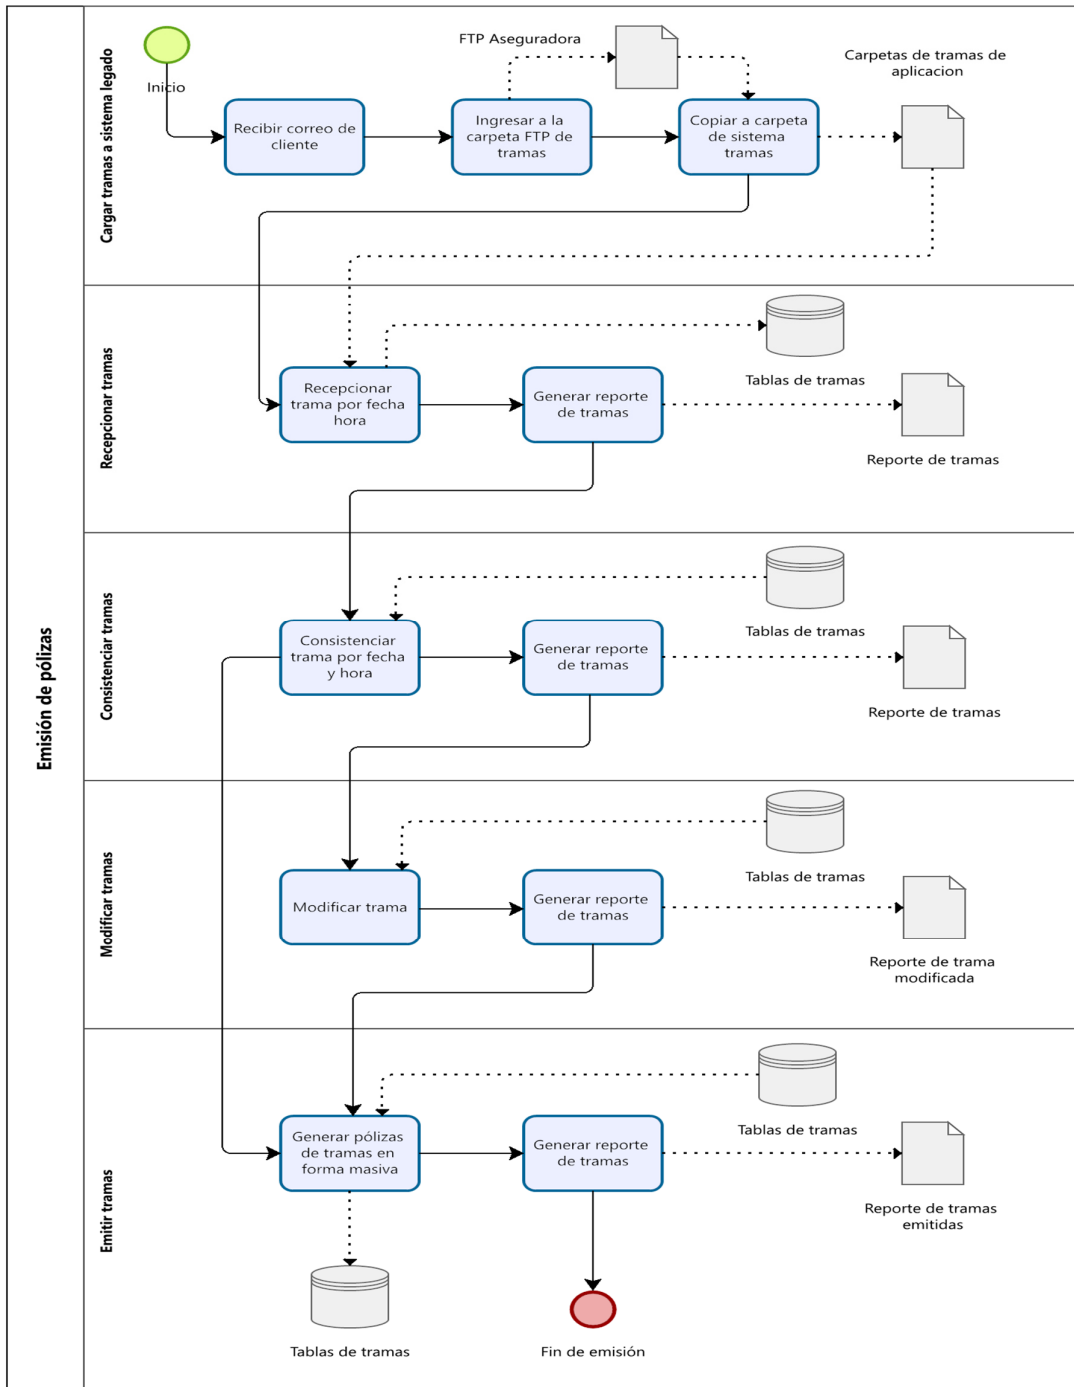 Emisión de pólizas
Cargar tramas a sistema legado
Inicio
FTP Aseguradora
Carpetas de tramas de
aplicacion
Recibir correo de
cliente
Ingresar a la
carpeta FTP de
tramas
Copiar a carpeta
de sistema
tramas
Recepcionar tramas
Tablas de tramas
Recepcionar
trama por fecha
hora
Generar reporte
de tramas
Reporte de tramas
Consistenciar tramas
Tablas de tramas
Consistenciar
trama por fecha
y hora
Generar reporte
de tramas
Reporte de tramas
Modificar tramas
Tablas de tramas
Modificar trama
Generar reporte
de tramas
Reporte de trama
modificada
Emitir tramas
Tablas de tramas
Generar pólizas
de tramas en
forma masiva
Generar reporte
de tramas
Reporte de tramas
emitidas
Tablas de tramas
Fin de emisión